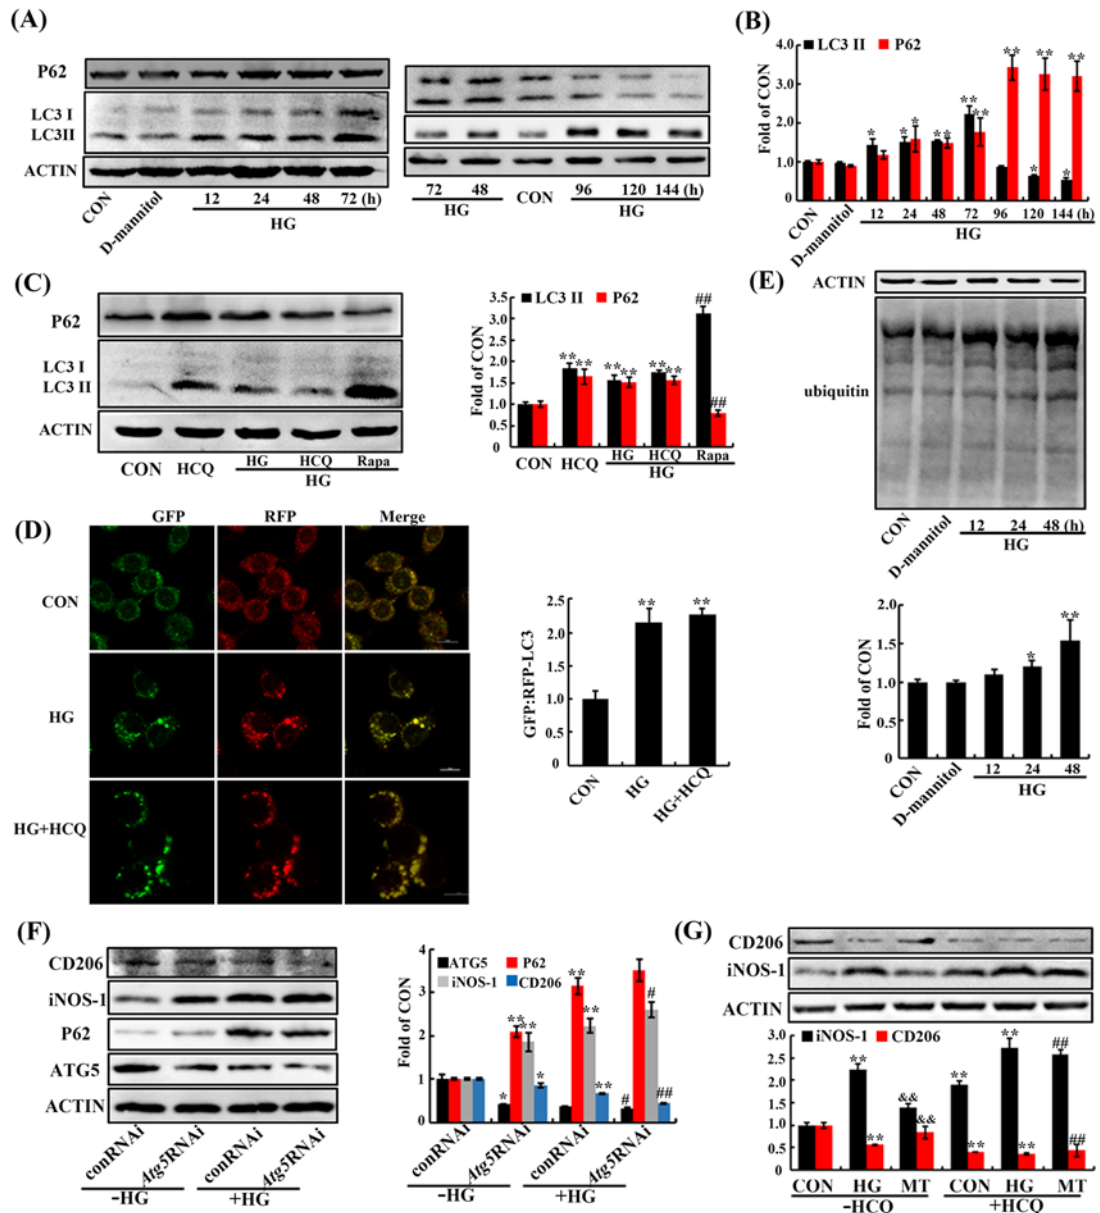 (A)
P62
LC3 I
LC3II
ACTIN
CON
D-mannitol
12 24 48 72 (h)
HG
72 48 CON 96 120 144 (h)
HG HG
(B)
LC3 II P62
Fold of CON
4.0
3.0
2.0
1.0
0.0
* * * * * ** ** ** ** ** * *
CON
D-mannitol
12 24 48 72 96 120 144 (h)
HG
(C)
P62
LC3 I
LC3 II
ACTIN
CON HCQ HG HCQ Rapa
HG
LC3 II P62
Fold of CON
3.5
3.0
2.5
2.0
1.5
1.0
0.5
0
** ** ** ** ** ** ## ##
CON
HCQ
HG HCQ Rapa
HG
(D)
GFP RFP Merge
CON
HG
HG+HCQ
GFP:RFP-LC3
2.5
2.0
1.5
1.0
0.5
0
** **
CON
HG
HG+HCQ
(E)
ACTIN
ubiquitin
CON
D-mannitol
12 24 48 (h)
HG
Fold of CON
2.0
1.5
1.0
0.5
0
* **
CON
D-mannitol
12 24 48
HG
(F)
CD206
iNOS-1
P62
ATG5
ACTIN
conRNAi
Atg5RNAi
conRNAi
Atg5RNAi
-HG +HG
ATG5 P62
iNOS-1 CD206
Fold of CON
4
3
2
1
0
* ** ** * ** ** ** # # ##
conRNAi
Atg5RNAi
conRNAi
Atg5RNAi
-HG +HG
(G)
CD206
iNOS-1
ACTIN
iNOS-1 CD206
Fold of CON
3.0
2.5
2.0
1.5
1.0
0.5
0
** ** && && ** ** ** ** ## ##
CON HG MT CON HG MT
-HCQ +HCQ